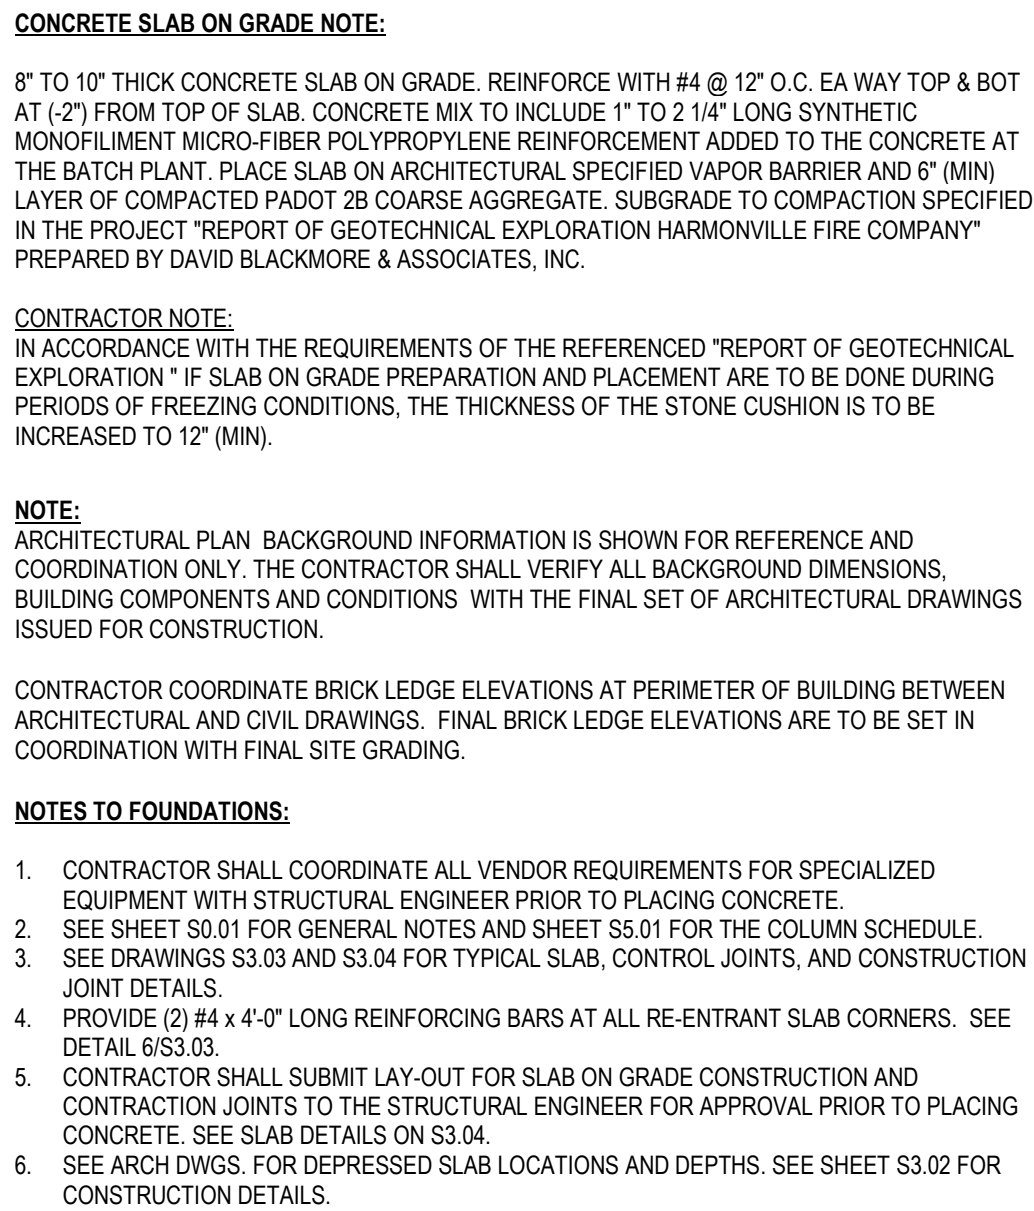 CONCRETE SLAB ON GRADE NOTE:
8" TO 10" THICK CONCRETE SLAB ON GRADE. REINFORCE WITH #4 @ 12" O.C. EA WAY TOP & BOT
AT (-2") FROM TOP OF SLAB. CONCRETE MIX TO INCLUDE 1" TO 2 1/4" LONG SYNTHETIC
MONOFILIMENT MICRO-FIBER POLYPROPYLENE REINFORCEMENT ADDED TO THE CONCRETE AT
THE BATCH PLANT. PLACE SLAB ON ARCHITECTURAL SPECIFIED VAPOR BARRIER AND 6" (MIN)
LAYER OF COMPACTED PADOT 2B COARSE AGGREGATE. SUBGRADE TO COMPACTION SPECIFIED
IN THE PROJECT "REPORT OF GEOTECHNICAL EXPLORATION HARMONVILLE FIRE COMPANY"
PREPARED BY DAVID BLACKMORE & ASSOCIATES, INC.
CONTRACTOR NOTE:
IN ACCORDANCE WITH THE REQUIREMENTS OF THE REFERENCED "REPORT OF GEOTECHNICAL
EXPLORATION " IF SLAB ON GRADE PREPARATION AND PLACEMENT ARE TO BE DONE DURING
PERIODS OF FREEZING CONDITIONS, THE THICKNESS OF THE STONE CUSHION IS TO BE
INCREASED TO 12" (MIN).
NOTE:
ARCHITECTURAL PLAN  BACKGROUND INFORMATION IS SHOWN FOR REFERENCE AND
COORDINATION ONLY. THE CONTRACTOR SHALL VERIFY ALL BACKGROUND DIMENSIONS,
BUILDING COMPONENTS AND CONDITIONS  WITH THE FINAL SET OF ARCHITECTURAL DRAWINGS
ISSUED FOR CONSTRUCTION.
CONTRACTOR COORDINATE BRICK LEDGE ELEVATIONS AT PERIMETER OF BUILDING BETWEEN
ARCHITECTURAL AND CIVIL DRAWINGS.  FINAL BRICK LEDGE ELEVATIONS ARE TO BE SET IN
COORDINATION WITH FINAL SITE GRADING.
NOTES TO FOUNDATIONS:
1. CONTRACTOR SHALL COORDINATE ALL VENDOR REQUIREMENTS FOR SPECIALIZED
EQUIPMENT WITH STRUCTURAL ENGINEER PRIOR TO PLACING CONCRETE.
2. SEE SHEET S0.01 FOR GENERAL NOTES AND SHEET S5.01 FOR THE COLUMN SCHEDULE.
3. SEE DRAWINGS S3.03 AND S3.04 FOR TYPICAL SLAB, CONTROL JOINTS, AND CONSTRUCTION
JOINT DETAILS.
4. PROVIDE (2) #4 x 4'-0" LONG REINFORCING BARS AT ALL RE-ENTRANT SLAB CORNERS.  SEE
DETAIL 6/S3.03.
5. CONTRACTOR SHALL SUBMIT LAY-OUT FOR SLAB ON GRADE CONSTRUCTION AND
CONTRACTION JOINTS TO THE STRUCTURAL ENGINEER FOR APPROVAL PRIOR TO PLACING
CONCRETE. SEE SLAB DETAILS ON S3.04.
6. SEE ARCH DWGS. FOR DEPRESSED SLAB LOCATIONS AND DEPTHS. SEE SHEET S3.02 FOR
CONSTRUCTION DETAILS.